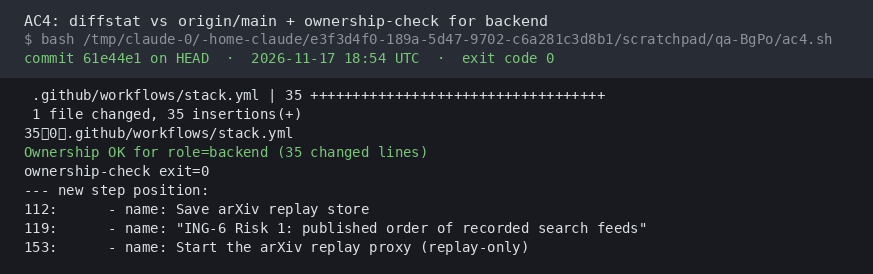 AC4: diffstat vs origin/main + ownership-check for backend
$ bash /tmp/claude-0/-home-claude/e3f3d4f0-189a-5d47-9702-c6a281c3d8b1/scratchpad/qa-BgPo/ac4.sh
commit 61e44e1 on HEAD · 2026-11-17 18:54 UTC · exit code 0
.github/workflows/stack.yml | 35 +++++++++++++++++++++++++++++++++++
1 file changed, 35 insertions(+)
35▯0▯.github/workflows/stack.yml
Ownership OK for role=backend (35 changed lines)
ownership-check exit=0
--- new step position:
112:      - name: Save arXiv replay store
119:      - name: "ING-6 Risk 1: published order of recorded search feeds"
153:      - name: Start the arXiv replay proxy (replay-only)